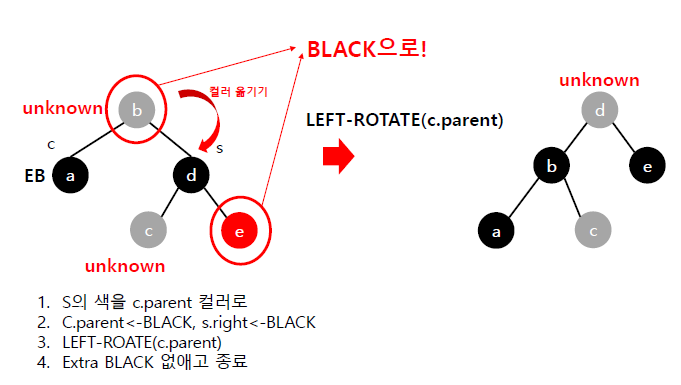 BLACK으로!
unknown
b
컬러 옮기기
c
s
EB
a
d
c
e
unknown
LEFT-ROTATE(c.parent)
unknown
d
b
e
a
c
1. S의 색을 c.parent 컬러로
2. C.parent<-BLACK, s.right<-BLACK
3. LEFT-ROATE(c.parent)
4. Extra BLACK 없애고 종료